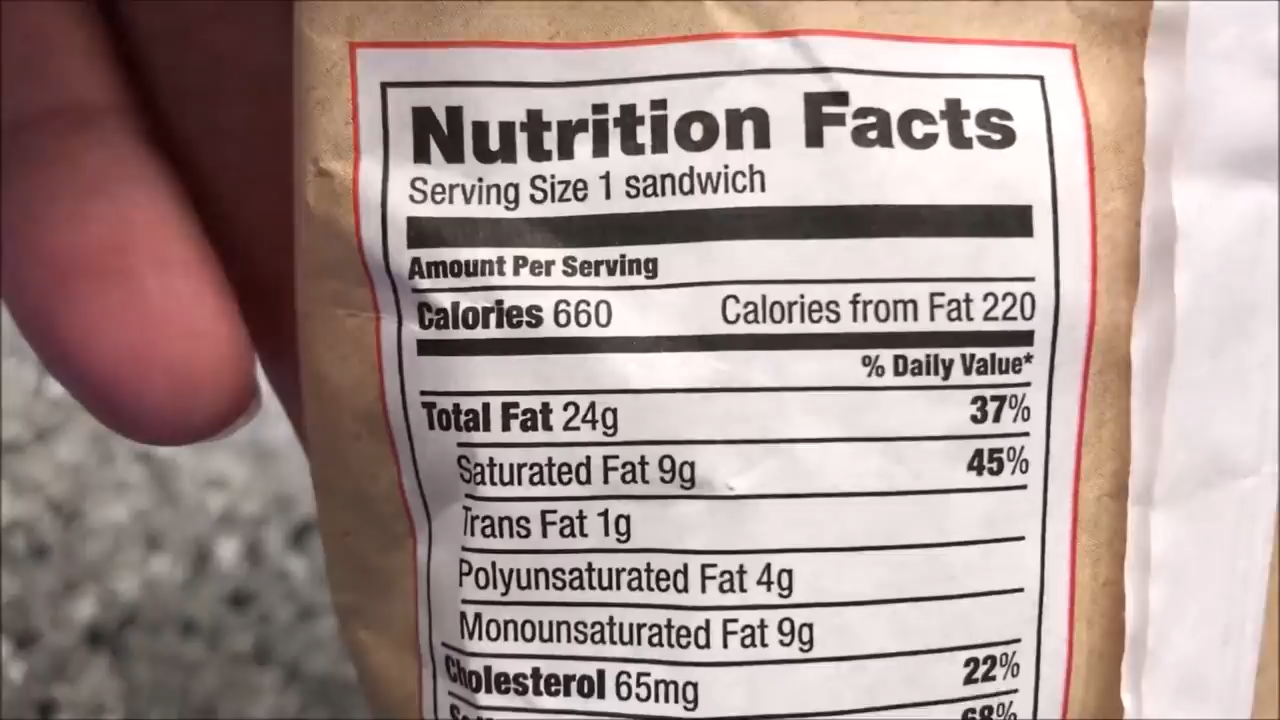 Nutrition Facts
Serving Size 1 sandwich
Amount Per Serving
Calories 660 Calories from Fat 220
% Daily Value*
Total Fat 24g 37%
Saturated Fat 9g 45%
Trans Fat 1g
Polyunsaturated Fat 4g
Monounsaturated Fat 9g
Cholesterol 65mg 22%
68%